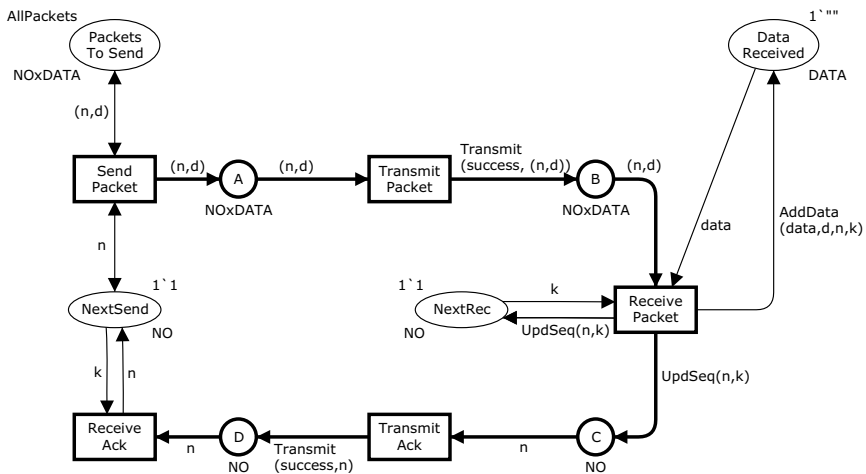 AllPackets
Packets
To Send
NOxDATA
(n,d)
1`""
Data
Received
DATA
Send
Packet
(n,d)
A
NOxDATA
(n,d)
Transmit
Packet
Transmit
(success, (n,d))
B
NOxDATA
(n,d)
data
AddData
(data,d,n,k)
n
1`1
NextSend
NO
1`1
NextRec
NO
k
UpdSeq(n,k)
Receive
Packet
UpdSeq(n,k)
k
n
Receive
Ack
n
D
NO
Transmit
(success,n)
Transmit
Ack
n
C
NO